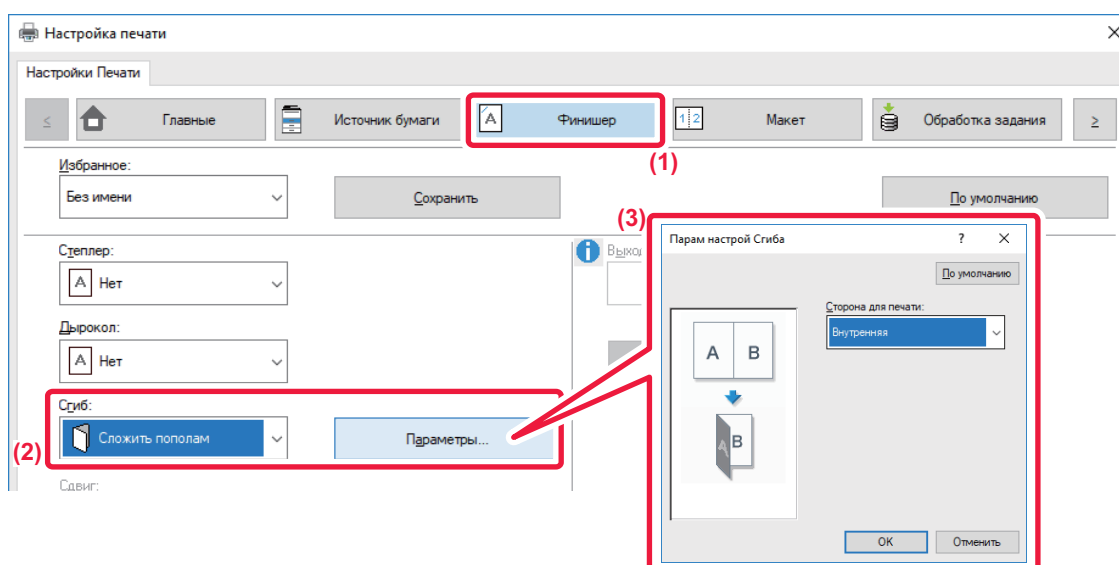 Настройка печати
Настройки Печати
≤
Главные
Источник бумаги
A
Финишер
1 2
Макет
Обработка задания
≥
(1)
Избранное:
Без имени
Сохранить
По умолчанию
(3)
Степлер:
A Нет
Дырокол:
A Нет
(2)
Сгиб:
Сложить пополам
Параметры...
Сдвиг:
i
Парам настрой Сгиба
?
По умолчанию
Сторона для печати:
Внутренняя
A B
A B
OK
Отменить